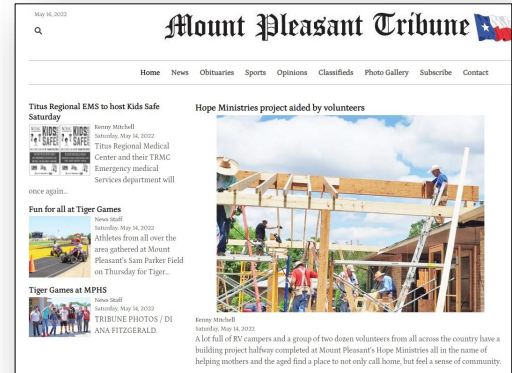 May 16, 2022
Mount Pleasant Tribune
Home News Obituaries Sports Opinions Classifieds Photo Gallery Subscribe Contact
Titus Regional EMS to host Kids Safe
Saturday
KIDS KIDS
SAFE SAFE
Kenny Mitchell
Saturday, May 14, 2022
Titus Regional Medical
Center and their TRMC
Emergency medical
Services department will
once again...
Fun for all at Tiger Games
News Staff
Saturday, May 14, 2022
Athletes from all over the
area gathered at Mount
Pleasant's Sam Parker Field
on Thursday for Tiger...
Tiger Games at MPHS
News Staff
Saturday, May 14, 2022
TRIBUNE PHOTOS / DI
ANA FITZGERALD
Hope Ministries project aided by volunteers
Kenny Mitchell
Saturday, May 14, 2022
A lot full of RV campers and a group of two dozen volunteers from all across the country have a
building project halfway completed at Mount Pleasant's Hope Ministries all in the name of
helping mothers and the aged find a place to not only call home, but feel a sense of community.